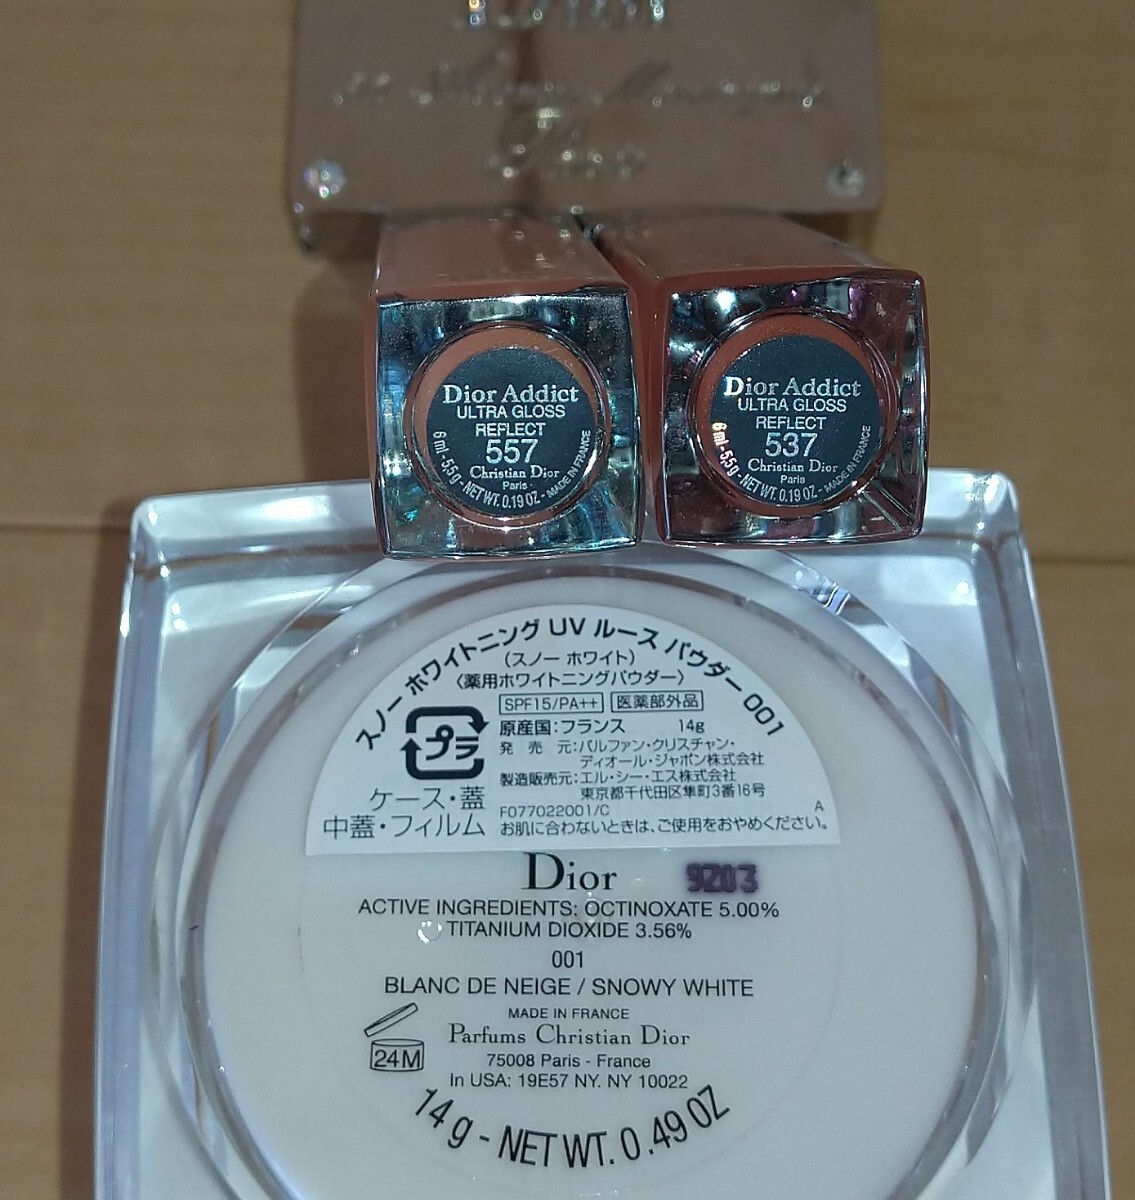 Dior Addict
ULTRA GLOSS
REFLECT
557
Christian Dior
Paris
6 ml - 5,5g - NET WT. 0.19 OZ - MADE IN FRANCE
Dior Addict
ULTRA GLOSS
REFLECT
537
Christian Dior
Paris
6 ml - 5,5g - NET WT. 0.19 OZ - MADE IN FRANCE
スノー ホワイトニング UV ルース パウダー 001
(スノー ホワイト)
〈薬用ホワイトニングパウダー〉
SPF15/PA++ 医薬部外品
原産国:フランス 14g
発売元:パルファン・クリスチャン・
ディオール・ジャポン株式会社
製造販売元:エル・シー・エス株式会社
東京都千代田区隼町3番16号
F077022001/C A
お肌に合わないときは、ご使用をおやめください。
プラ
ケース・蓋
中蓋・フィルム
Dior 9Z03
ACTIVE INGREDIENTS: OCTINOXATE 5.00%
TITANIUM DIOXIDE 3.56%
001
BLANC DE NEIGE / SNOWY WHITE
MADE IN FRANCE
Parfums Christian Dior
75008 Paris - France
In USA: 19E57 NY. NY 10022
24M
14 g - NET WT. 0.49 OZ